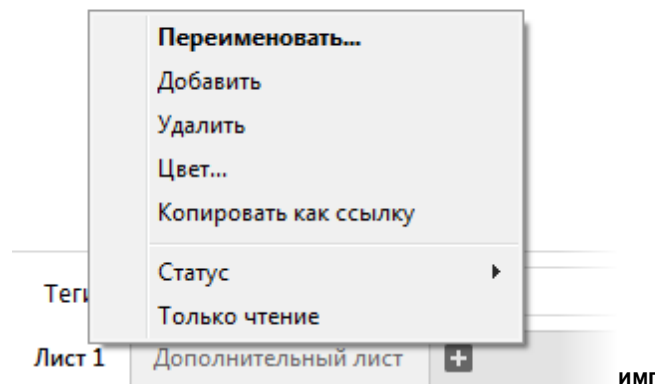 Переименовать...
Добавить
Удалить
Цвет...
Копировать как ссылку
Статус
Только чтение
Лист 1 Дополнительный лист